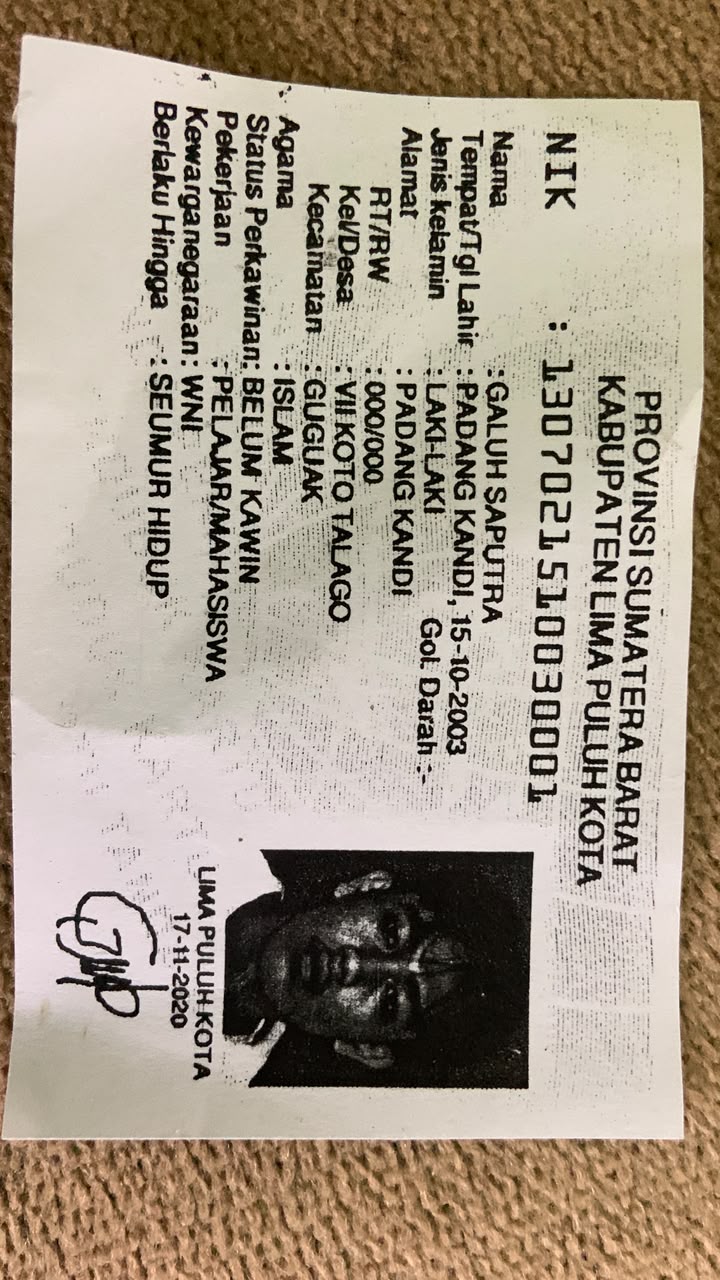 PROVINSI SUMATERA BARAT
KABUPATEN LIMA PULUH KOTA
NIK : 1307021510030001
Nama : GALUH SAPUTRA
Tempat/Tgl Lahir : PADANG KANDI, 15-10-2003
Jenis kelamin : LAKI-LAKI Gol. Darah : -
Alamat : PADANG KANDI
RT/RW : 000/000
Kel/Desa : VII KOTO TALAGO
Kecamatan : GUGUAK
Agama : ISLAM
Status Perkawinan: BELUM KAWIN
Pekerjaan : PELAJAR/MAHASISWA
Kewarganegaraan: WNI
Berlaku Hingga : SEUMUR HIDUP
LIMA PULUH KOTA
17-11-2020